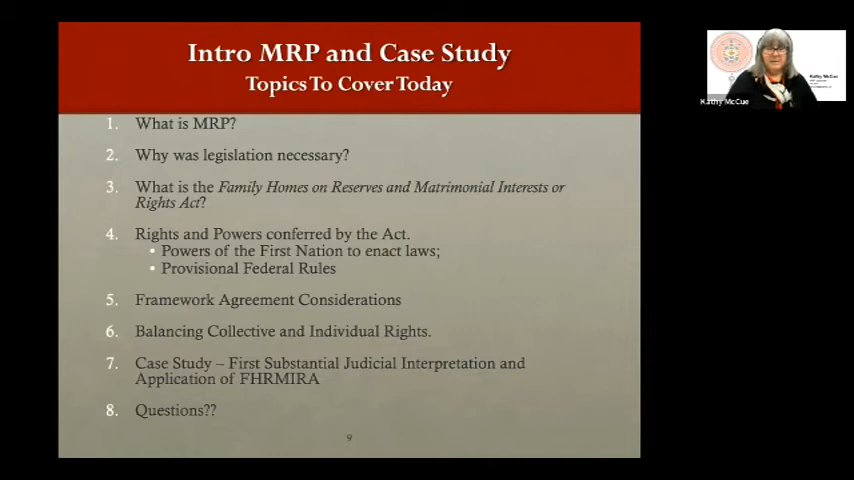 Intro MRP and Case Study
Topics To Cover Today
1. What is MRP?
2. Why was legislation necessary?
3. What is the Family Homes on Reserves and Matrimonial Interests or
Rights Act?
4. Rights and Powers conferred by the Act.
• Powers of the First Nation to enact laws;
• Provisional Federal Rules
5. Framework Agreement Considerations
6. Balancing Collective and Individual Rights.
7. Case Study – First Substantial Judicial Interpretation and
Application of FHRMIRA
8. Questions??
9
Kathy McCue
Kathy McCue